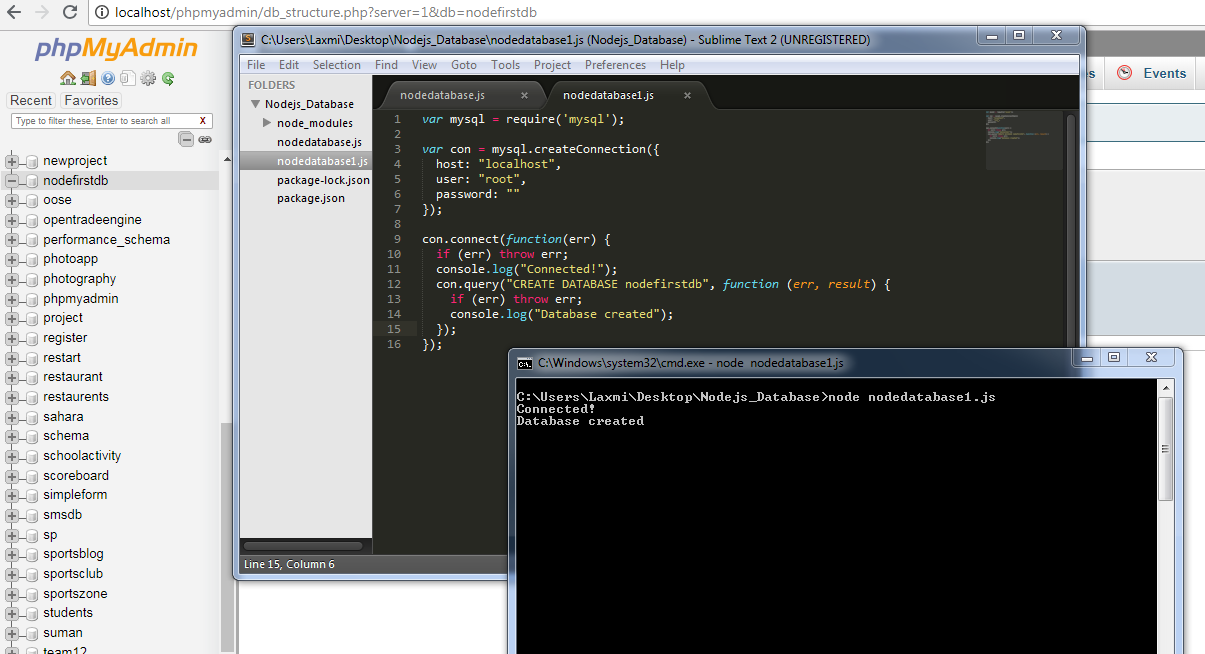 localhost/phpmyadmin/db_structure.php?server=1&db=nodefirstdb
phpMyAdmin
Recent Favorites
Type to filter these, Enter to search all X
newproject
nodefirstdb
oose
opentradeengine
performance_schema
photoapp
photography
phpmyadmin
project
register
restart
restaurant
restaurents
sahara
schema
schoolactivity
scoreboard
simpleform
smsdb
sp
sportsblog
sportsclub
sportszone
students
suman
team12
C:\Users\Laxmi\Desktop\Nodejs_Database\nodedatabase1.js (Nodejs_Database) - Sublime Text 2 (UNREGISTERED)
File Edit Selection Find View Goto Tools Project Preferences Help
FOLDERS
Nodejs_Database
node_modules
nodedatabase.js
nodedatabase1.js
package-lock.json
package.json
nodedatabase.js × nodedatabase1.js ×
1 var mysql = require('mysql');
2
3 var con = mysql.createConnection({
4 host: "localhost",
5 user: "root",
6 password: ""
7 });
8
9 con.connect(function(err) {
10 if (err) throw err;
11 console.log("Connected!");
12 con.query("CREATE DATABASE nodefirstdb", function (err, result) {
13 if (err) throw err;
14 console.log("Database created");
15 });
16 });
Line 15, Column 6
es Events
C:\Windows\system32\cmd.exe - node nodedatabase1.js
C:\Users\Laxmi\Desktop\Nodejs_Database>node nodedatabase1.js
Connected!
Database created